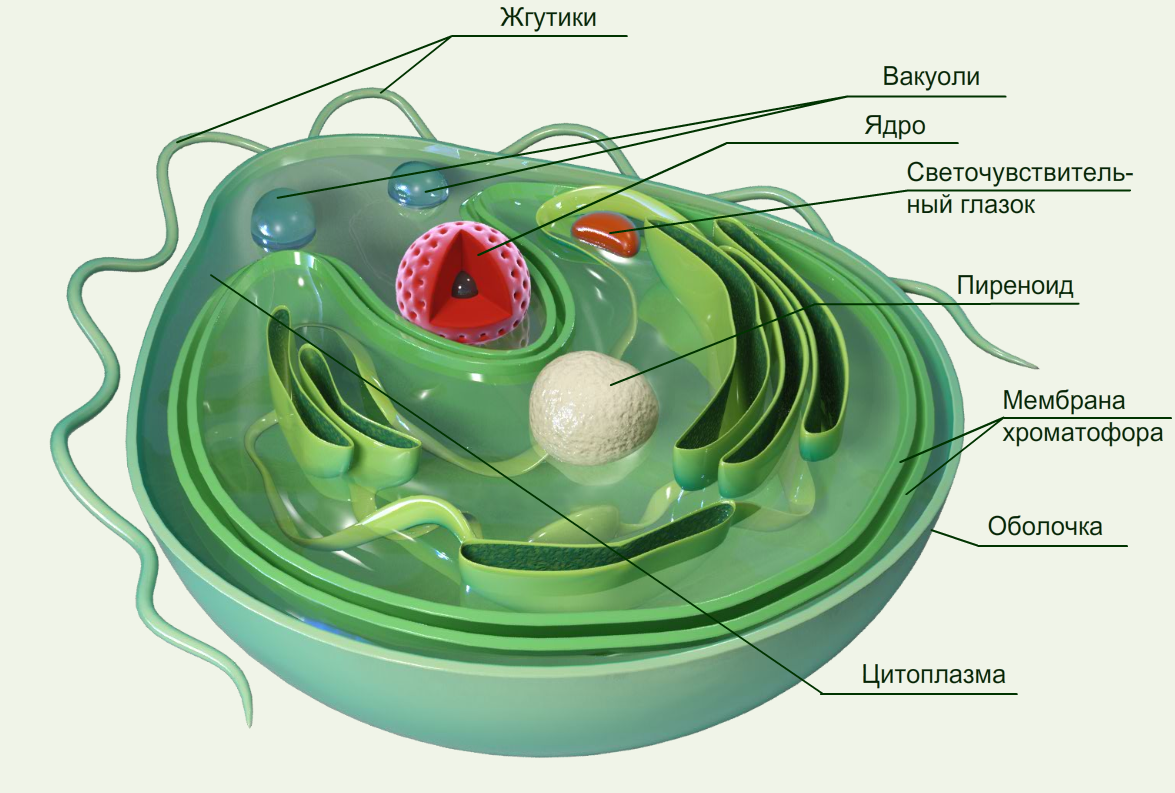 Жгутики
Вакуоли
Ядро
Светочувствитель-
ный глазок
Пиреноид
Мембрана
хроматофора
Оболочка
Цитоплазма